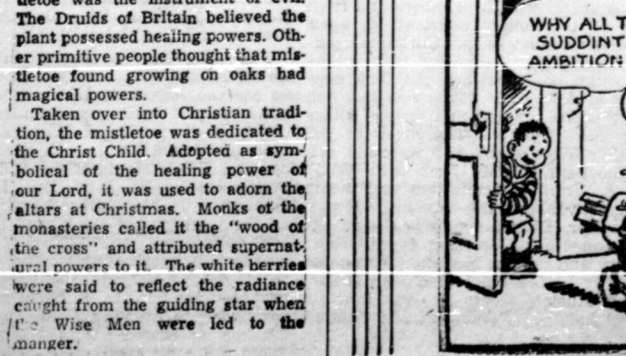 tletoe was the instrument of evil.
The Druids of Britain believed the
plant possessed healing powers. Oth-
er primitive people thought that mis-
tletoe found growing on oaks had
magical powers.
Taken over into Christian tradi-
tion, the mistletoe was dedicated to
the Christ Child. Adopted as sym-
bolical of the healing power of
our Lord, it was used to adorn the
altars at Christmas. Monks of the
monasteries called it the "wood of
the cross" and attributed supernat-
ural powers to it. The white berries
were said to reflect the radiance
caught from the guiding star when
the Wise Men were led to the
manger.
WHY ALL T
SUDDINT
AMBITION